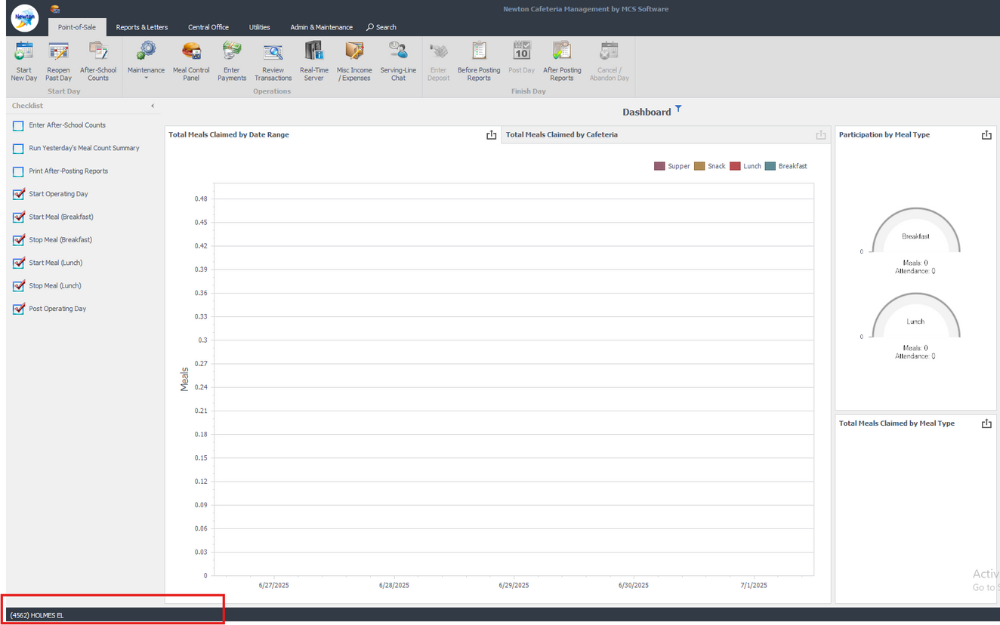 Newton Cafeteria Management by MCS Software
Newton
Point-of-Sale
Reports & Letters
Central Office
Utilities
Admin & Maintenance
Search
Start
New Day
Reopen
Past Day
After-School
Counts
Start Day
Maintenance
Meal Control
Panel
Enter
Payments
Review
Transactions
Real-Time
Server
Misc Income
/ Expenses
Serving-Line
Chat
Operations
Enter
Deposit
Before Posting
Reports
10
Post Day
After Posting
Reports
Cancel /
Abandon Day
Finish Day
Checklist
Enter After-School Counts
Run Yesterday's Meal Count Summary
Print After-Posting Reports
Start Operating Day
Start Meal (Breakfast)
Stop Meal (Breakfast)
Start Meal (Lunch)
Stop Meal (Lunch)
Post Operating Day
Dashboard
Total Meals Claimed by Date Range
Total Meals Claimed by Cafeteria
Supper
Snack
Lunch
Breakfast
Meals
0.48
0.45
0.42
0.39
0.36
0.33
0.3
0.27
0.24
0.21
0.18
0.15
0.12
0.09
0.06
0.03
0
6/27/2025
6/28/2025
6/29/2025
6/30/2025
7/1/2025
Participation by Meal Type
Breakfast
0
Meals: 0
Attendance: 0
Lunch
0
Meals: 0
Attendance: 0
Total Meals Claimed by Meal Type
Activ
Go to S
(4562) HOLMES EL